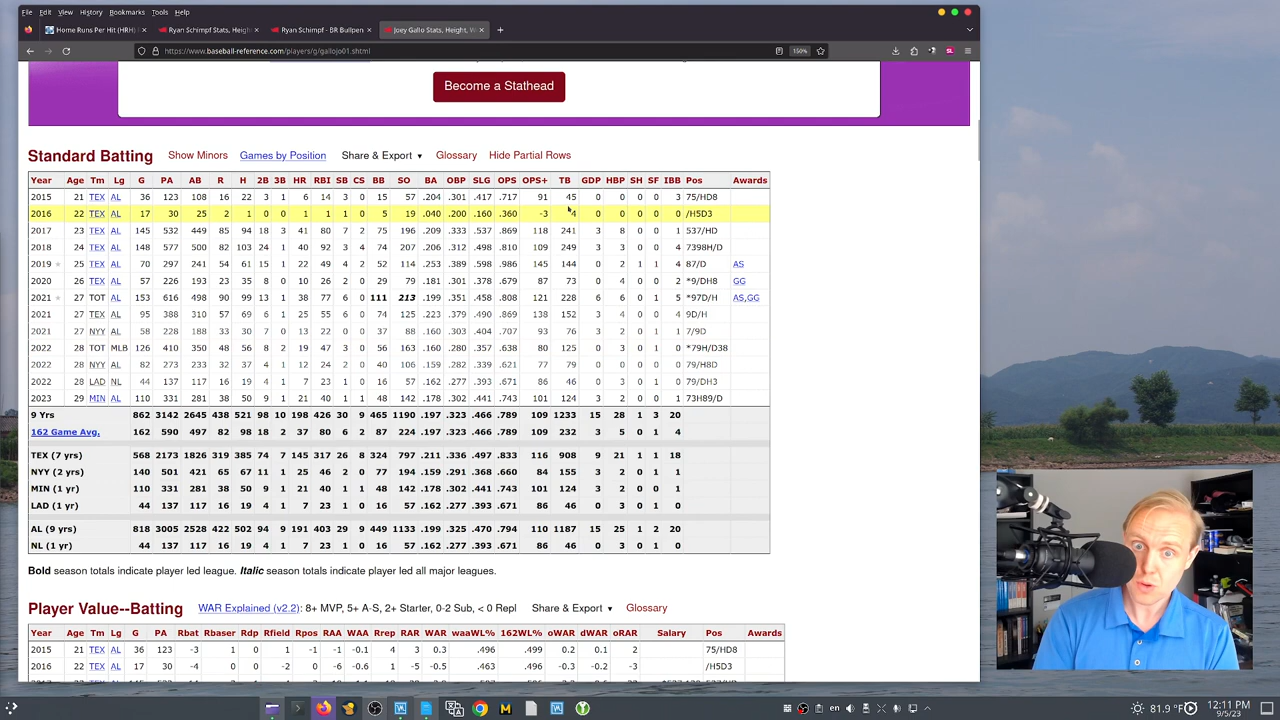 File Edit View History Bookmarks Tools Help
Home Runs Per Hit (HRH) Ryan Schimpf Stats, Heigh Ryan Schimpf - BR Bullpen Joey Gallo Stats, Height, W
https://www.baseball-reference.com/players/g/gallojo01.shtml 150%
Become a Stathead
Standard Batting Show Minors Games by Position Share & Export ▼ Glossary Hide Partial Rows
Year Age Tm Lg G PA AB R H 2B 3B HR RBI SB CS BB SO BA OBP SLG OPS OPS+ TB GDP HBP SH SF IBB Pos Awards
2015 21 TEX AL 36 123 108 16 22 3 1 6 14 3 0 15 57 .204 .301 .417 .717 91 45 0 0 0 0 3 75/HD8
2016 22 TEX AL 17 30 25 2 1 0 0 1 1 1 0 5 19 .040 .200 .160 .360 -3 4 0 0 0 0 0 /H5D3
2017 23 TEX AL 145 532 449 85 94 18 3 41 80 7 2 75 196 .209 .333 .537 .869 118 241 3 8 0 0 1 537/HD
2018 24 TEX AL 148 577 500 82 103 24 1 40 92 3 4 74 207 .206 .312 .498 .810 109 249 3 3 0 0 1 7398H/D
2019 25 TEX AL 70 297 241 54 61 15 1 22 49 4 2 52 114 .253 .389 .598 .986 145 144 0 2 1 1 4 87/D AS
2020 26 TEX AL 57 226 193 23 35 8 0 10 26 2 0 29 79 .181 .301 .378 .679 87 73 0 4 0 0 2 *9/DH8 GG
2021 27 TOT AL 153 616 498 90 99 13 1 38 77 6 0 111 213 .199 .351 .458 .808 121 228 6 6 0 1 5 *97D/H AS,GG
2021 27 TEX AL 95 388 310 57 69 6 1 25 55 6 0 74 125 .223 .379 .490 .869 138 152 3 4 0 0 4 9D/H
2021 27 NYY AL 58 228 188 33 30 7 0 13 22 0 0 37 88 .160 .303 .404 .707 93 76 3 2 0 1 1 7/9D
2022 28 TOT MLB 126 410 350 48 56 8 2 19 47 3 0 56 163 .160 .280 .357 .638 80 125 0 3 0 1 0 *79H/D38
2022 28 NYY AL 82 273 233 32 37 4 1 12 24 2 0 40 106 .159 .282 .339 .621 77 79 0 0 0 0 0 79/H8D
2022 28 LAD NL 44 137 117 16 19 4 1 7 23 1 0 16 57 .162 .277 .393 .671 86 46 0 3 0 1 0 79/DH3
2023 29 MIN AL 110 331 281 38 50 9 1 21 40 1 1 48 142 .178 .302 .441 .743 101 124 3 2 0 0 1 73H89/D
9 Yrs 862 3142 2645 438 521 98 10 198 426 30 9 465 1190 .197 .323 .466 .789 109 1233 15 28 1 3 20
162 Game Avg. 162 590 497 82 98 18 2 37 80 6 2 87 224 .197 .323 .466 .789 109 232 3 5 0 1 4
TEX (7 yrs) 568 2173 1826 319 385 74 7 145 317 26 8 324 797 .211 .336 .497 .833 116 908 9 21 1 1 18
NYY (2 yrs) 140 501 421 65 67 11 1 25 46 2 0 77 194 .159 .291 .368 .660 84 155 3 2 0 1 1
MIN (1 yr) 110 331 281 38 50 9 1 21 40 1 1 48 142 .178 .302 .441 .743 101 124 3 2 0 0 1
LAD (1 yr) 44 137 117 16 19 4 1 7 23 1 0 16 57 .162 .277 .393 .671 86 46 0 3 0 1 0
AL (9 yrs) 818 3005 2528 422 502 94 9 191 403 29 9 449 1133 .199 .325 .470 .794 110 1187 15 25 1 2 20
NL (1 yr) 44 137 117 16 19 4 1 7 23 1 0 16 57 .162 .277 .393 .671 86 46 0 3 0 1 0
Bold season totals indicate player led league. Italic season totals indicate player led all major leagues.
Player Value--Batting WAR Explained (v2.2): 8+ MVP, 5+ A-S, 2+ Starter, 0-2 Sub, < 0 Repl Share & Export ▼ Glossary
Year Age Tm Lg G PA Rbat Rbaser Rdp Rfield Rpos RAA WAA Rrep RAR WAR waaWL% 162WL% oWAR dWAR oRAR Salary Pos Awards
2015 21 TEX AL 36 123 -3 1 0 1 -1 -1 -0.1 4 3 0.3 .496 .499 0.2 0.1 2 75/HD8
2016 22 TEX AL 17 30 -4 0 0 -2 0 -6 -0.6 1 -5 -0.5 .463 .496 -0.3 -0.2 -3 /H5D3
en 81.9°F 12:11 PM
9/5/23